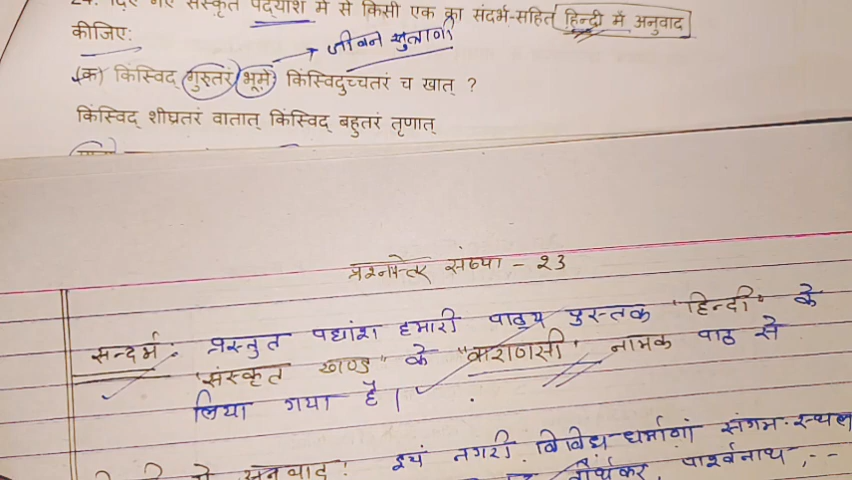 24. दिए गए संस्कृत पद्यांश में से किसी एक का संदर्भ-सहित हिन्दी में अनुवाद
कीजिए:
→ जीवन सूत्राणी
(क) किंस्विद् गुरुतरं भूमेः किंस्विदुच्चतरं च खात् ?
किंस्विद् शीघ्रतरं वातात् किंस्विद् बहुतरं तृणात्
प्रश्नोत्तर संख्या - 23
सन्दर्भ : प्रस्तुत पद्यांश हमारी पाठ्य पुस्तक "हिन्दी" के
'संस्कृत खण्ड" के "वाराणसी" नामक पाठ से
लिया गया है।
अनुवाद : इयं नगरी विविध धर्माणां संगम-स्थल
तीर्थंकर, पार्श्वनाथ, --